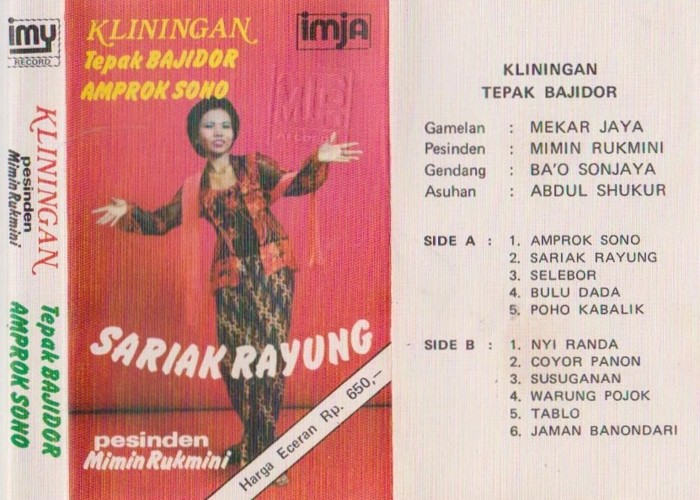 imy
RECORD
KLININGAN
pesinden
Mimin Rukmini
Tepak BAJIDOR
AMPROK SONO
KLININGAN
Tepak BAJIDOR
AMPROK SONO
imja
SARIAK RAYUNG
pesinden
Mimin Rukmini
Harga Eceran Rp. 650,–
KLININGAN
TEPAK BAJIDOR
Gamelan : MEKAR JAYA
Pesinden : MIMIN RUKMINI
Gendang : BA'O SONJAYA
Asuhan : ABDUL SHUKUR
SIDE A : 1. AMPROK SONO
2. SARIAK RAYUNG
3. SELEBOR
4. BULU DADA
5. POHO KABALIK
SIDE B : 1. NYI RANDA
2. COYOR PANON
3. SUSUGANAN
4. WARUNG POJOK
5. TABLO
6. JAMAN BANONDARI